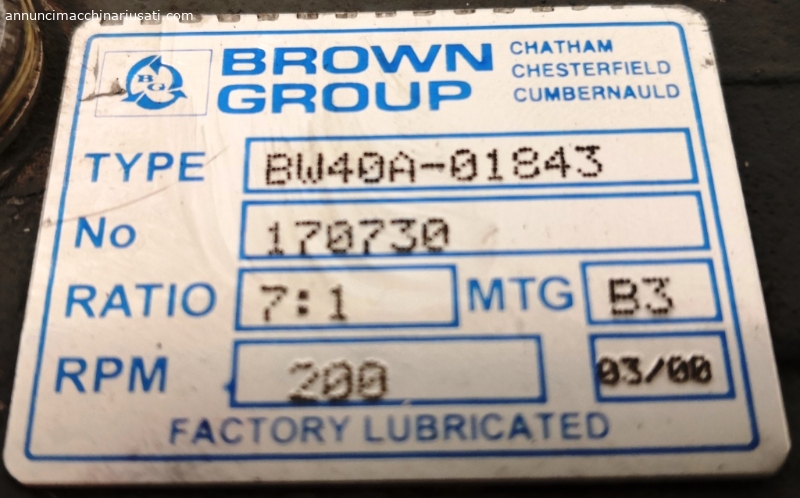 annuncimacchinariusati.com
BROWN GROUP
CHATHAM
CHESTERFIELD
CUMBERNAULD
TYPE BW40A-01843
No 170730
RATIO 7:1 MTG B3
RPM 200 03/00
FACTORY LUBRICATED